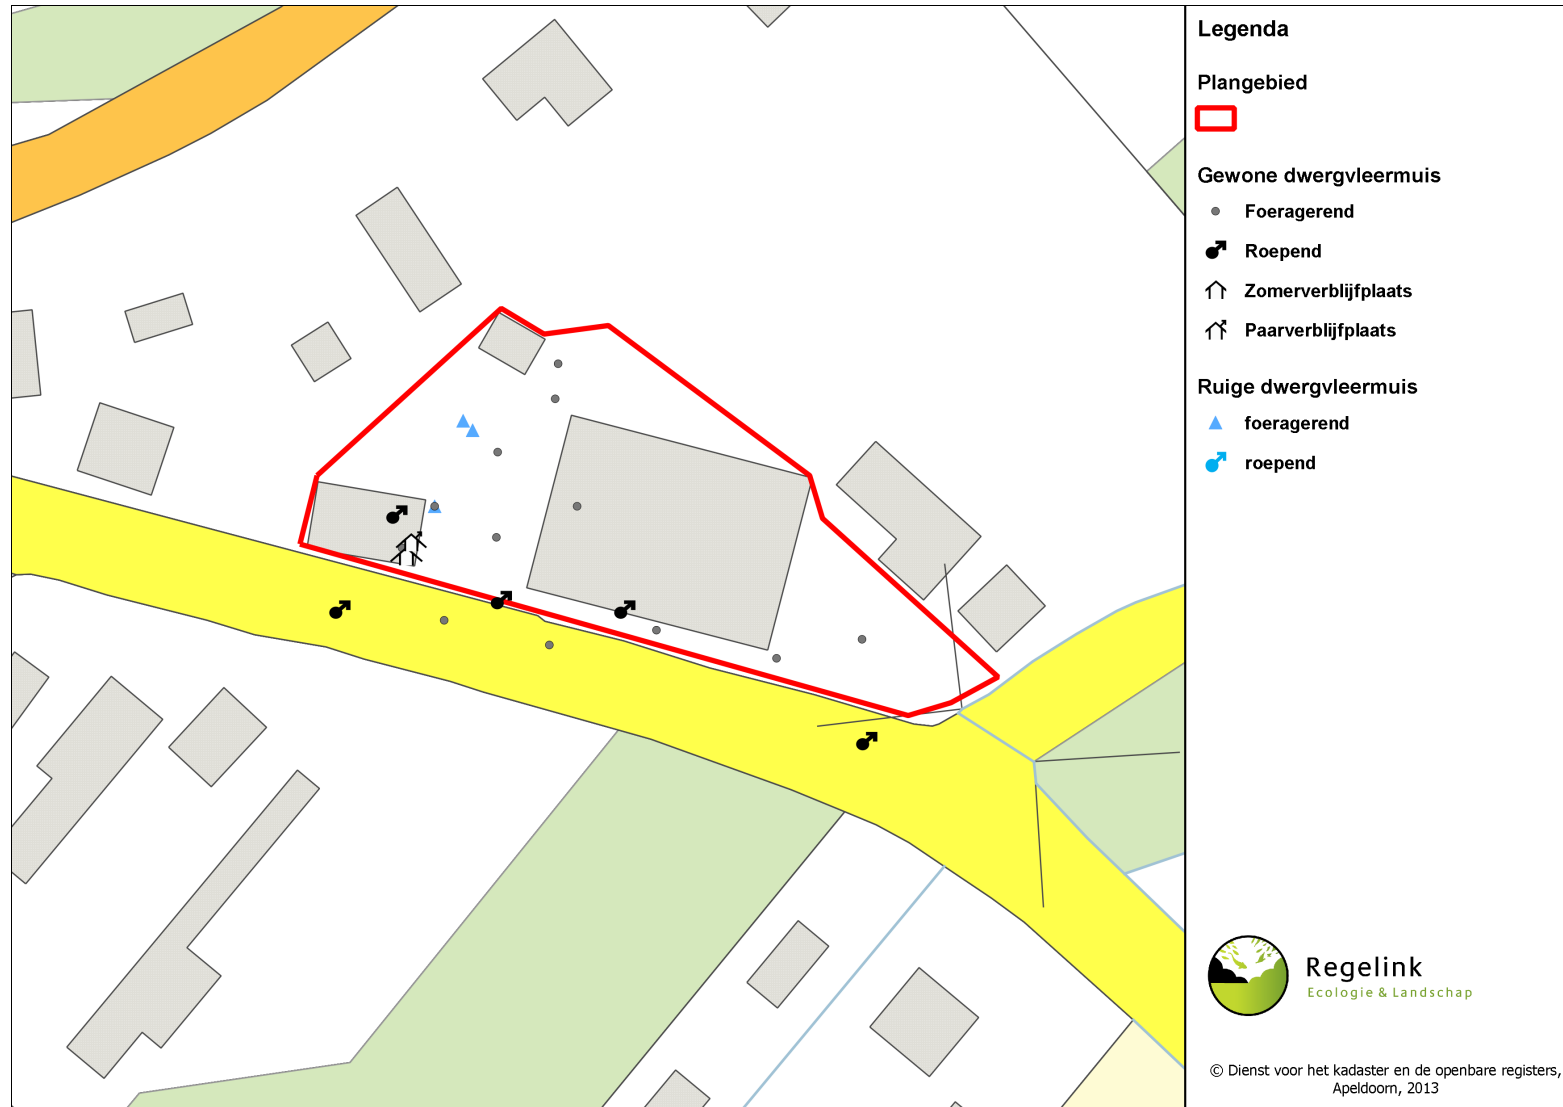 Legenda
Plangebied
Gewone dwergvleermuis
Foeragerend
Roepend
Zomerverblijfplaats
Paarverblijfplaats
Ruige dwergvleermuis
foeragerend
roepend
Regelink
Ecologie & Landschap
© Dienst voor het kadaster en de openbare registers,
Apeldoorn, 2013